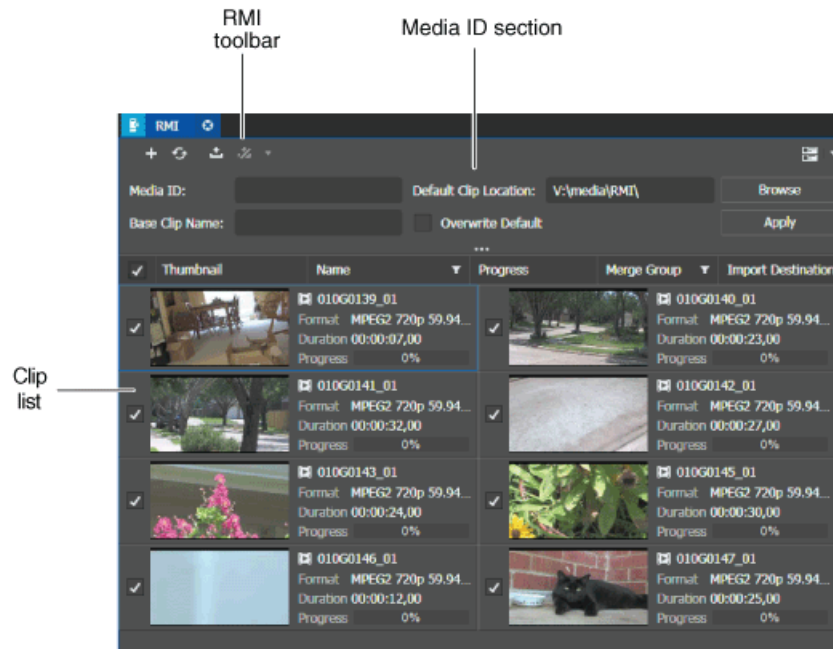 RMI
toolbar
Media ID section
RMI
Media ID:
Default Clip Location: V:\media\RMI\ Browse
Base Clip Name:
Overwrite Default Apply
Thumbnail Name Progress Merge Group Import Destination
Clip
list
010G0139_01
Format MPEG2 720p 59.94...
Duration 00:00:07,00
Progress 0%
010G0140_01
Format MPEG2 720p 59.94...
Duration 00:00:23,00
Progress 0%
010G0141_01
Format MPEG2 720p 59.94...
Duration 00:00:32,00
Progress 0%
010G0142_01
Format MPEG2 720p 59.94...
Duration 00:00:27,00
Progress 0%
010G0143_01
Format MPEG2 720p 59.94...
Duration 00:00:24,00
Progress 0%
010G0145_01
Format MPEG2 720p 59.94...
Duration 00:00:30,00
Progress 0%
010G0146_01
Format MPEG2 720p 59.94...
Duration 00:00:12,00
Progress 0%
010G0147_01
Format MPEG2 720p 59.94...
Duration 00:00:25,00
Progress 0%